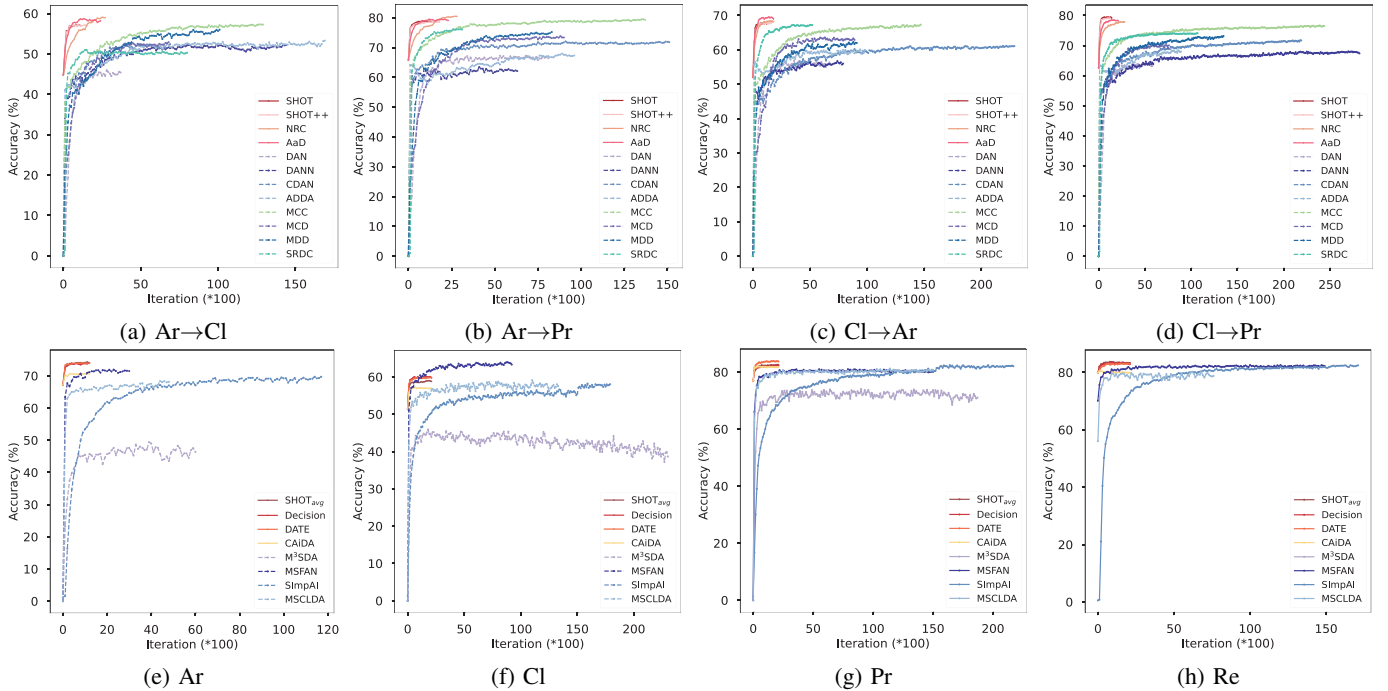 Accuracy (%)
60
50
40
30
20
10
0
SHOT
SHOT++
NRC
AaD
DAN
DANN
CDAN
ADDA
MCC
MCD
MDD
SRDC
0 50 100 150
Iteration (*100)
(a) Ar→Cl
Accuracy (%)
80
70
60
50
40
30
20
10
0
SHOT
SHOT++
NRC
AaD
DAN
DANN
CDAN
ADDA
MCC
MCD
MDD
SRDC
0 25 50 75 100 125 150
Iteration (*100)
(b) Ar→Pr
Accuracy (%)
70
60
50
40
30
20
10
0
SHOT
SHOT++
NRC
AaD
DAN
DANN
CDAN
ADDA
MCC
MCD
MDD
SRDC
0 50 100 150 200
Iteration (*100)
(c) Cl→Ar
Accuracy (%)
80
70
60
50
40
30
20
10
0
SHOT
SHOT++
NRC
AaD
DAN
DANN
CDAN
ADDA
MCC
MCD
MDD
SRDC
0 50 100 150 200 250
Iteration (*100)
(d) Cl→Pr
Accuracy (%)
70
60
50
40
30
20
10
0
SHOTavg
Decision
DATE
CAiDA
M³SDA
MSFAN
SImpAI
MSCLDA
0 20 40 60 80 100 120
Iteration (*100)
(e) Ar
Accuracy (%)
60
50
40
30
20
10
0
SHOTavg
Decision
DATE
CAiDA
M³SDA
MSFAN
SImpAI
MSCLDA
0 50 100 150 200
Iteration (*100)
(f) Cl
Accuracy (%)
80
60
40
20
0
SHOTavg
Decision
DATE
CAiDA
M³SDA
MSFAN
SImpAI
MSCLDA
0 50 100 150 200
Iteration (*100)
(g) Pr
Accuracy (%)
80
60
40
20
0
SHOTavg
Decision
DATE
CAiDA
M³SDA
MSFAN
SImpAI
MSCLDA
0 50 100 150
Iteration (*100)
(h) Re